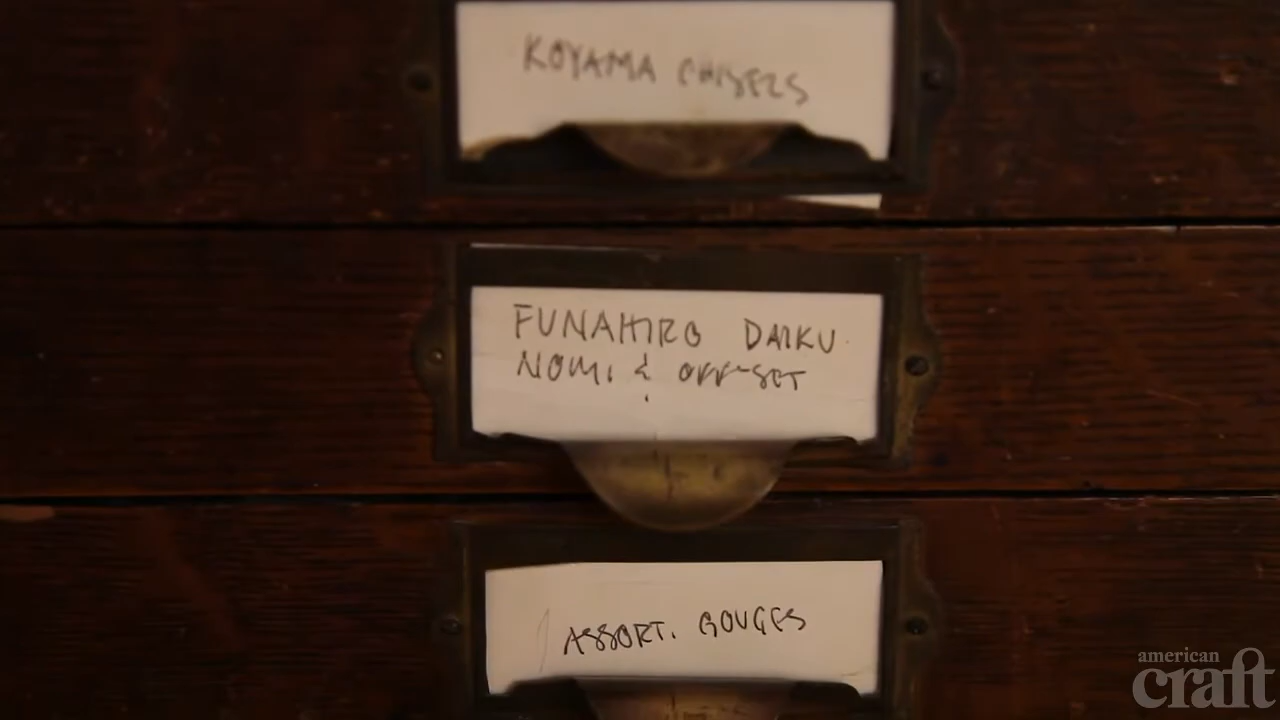 KOYAMA CHISELS
FUNAHIRO DAIKU
NOMI & OFF-SET
ASSORT. GOUGES
american
craft